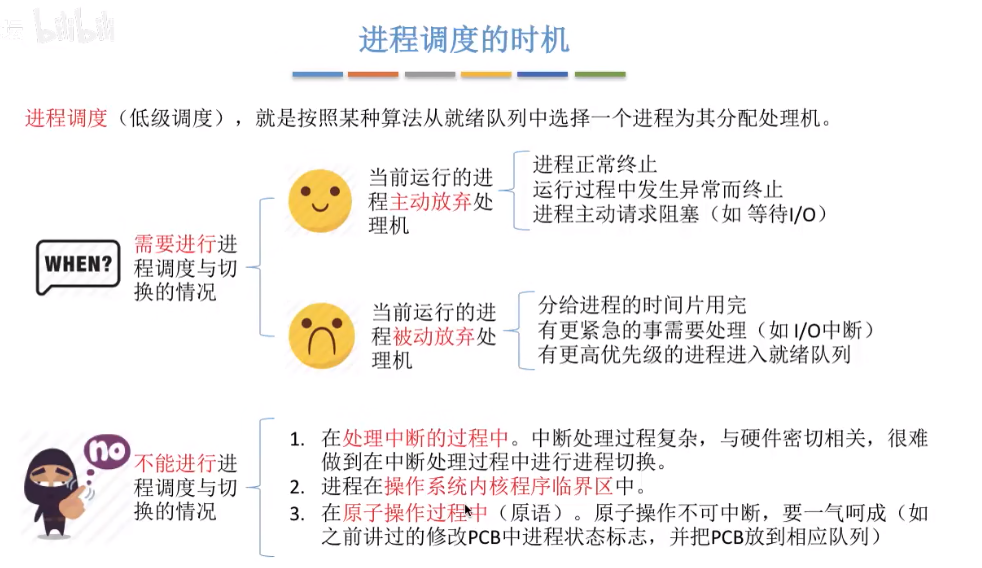 bilibili
进程调度的时机
进程调度（低级调度），就是按照某种算法从就绪队列中选择一个进程为其分配处理机。
WHEN?
需要进行进
程调度与切
换的情况
当前运行的进
程主动放弃处
理机
进程正常终止
运行过程中发生异常而终止
进程主动请求阻塞（如 等待I/O）
当前运行的进
程被动放弃处
理机
分给进程的时间片用完
有更紧急的事需要处理（如 I/O中断）
有更高优先级的进程进入就绪队列
no
不能进行进
程调度与切
换的情况
1. 在处理中断的过程中。中断处理过程复杂，与硬件密切相关，很难
做到在中断处理过程中进行进程切换。
2. 进程在操作系统内核程序临界区中。
3. 在原子操作过程中（原语）。原子操作不可中断，要一气呵成（如
之前讲过的修改PCB中进程状态标志，并把PCB放到相应队列）